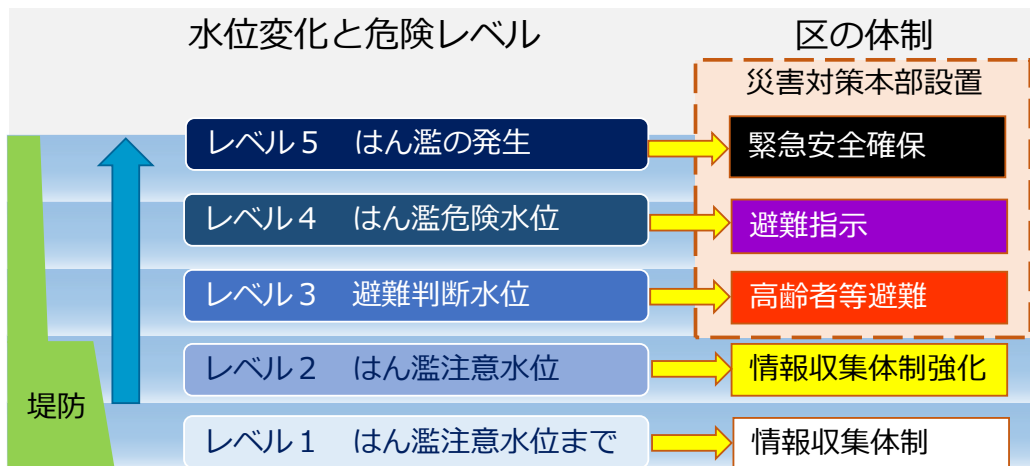 水位変化と危険レベル
区の体制
災害対策本部設置
レベル５　はん濫の発生
緊急安全確保
レベル４　はん濫危険水位
避難指示
レベル３　避難判断水位
高齢者等避難
レベル２　はん濫注意水位
情報収集体制強化
堤防
レベル１　はん濫注意水位まで
情報収集体制